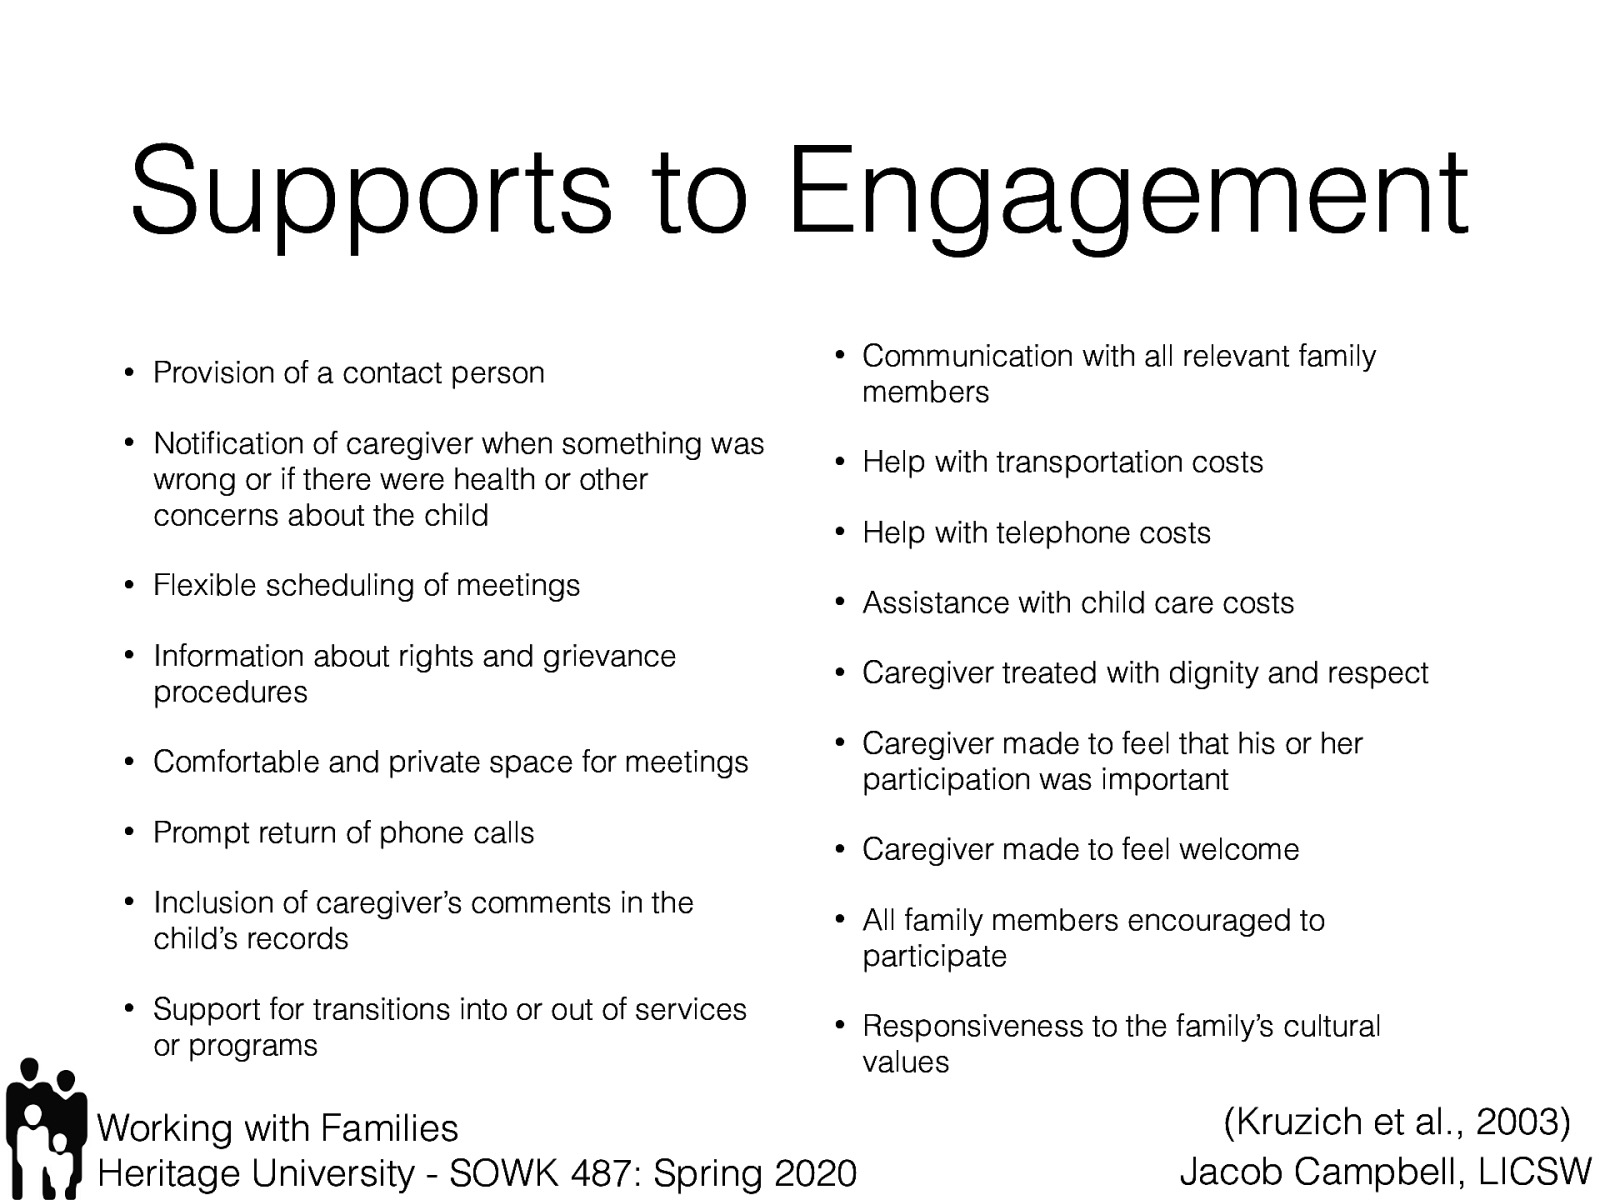 Supports to Engagement
• Provision of a contact person
• Notification of caregiver when something was
wrong or if there were health or other
concerns about the child
• Flexible scheduling of meetings
• Information about rights and grievance
procedures
• Comfortable and private space for meetings
• Prompt return of phone calls
• Inclusion of caregiver’s comments in the
child’s records
• Support for transitions into or out of services
or programs
• Communication with all relevant family
members
• Help with transportation costs
• Help with telephone costs
• Assistance with child care costs
• Caregiver treated with dignity and respect
• Caregiver made to feel that his or her
participation was important
• Caregiver made to feel welcome
• All family members encouraged to
participate
• Responsiveness to the family’s cultural
values
Working with Families
Heritage University - SOWK 487: Spring 2020
(Kruzich et al., 2003)
Jacob Campbell, LICSW